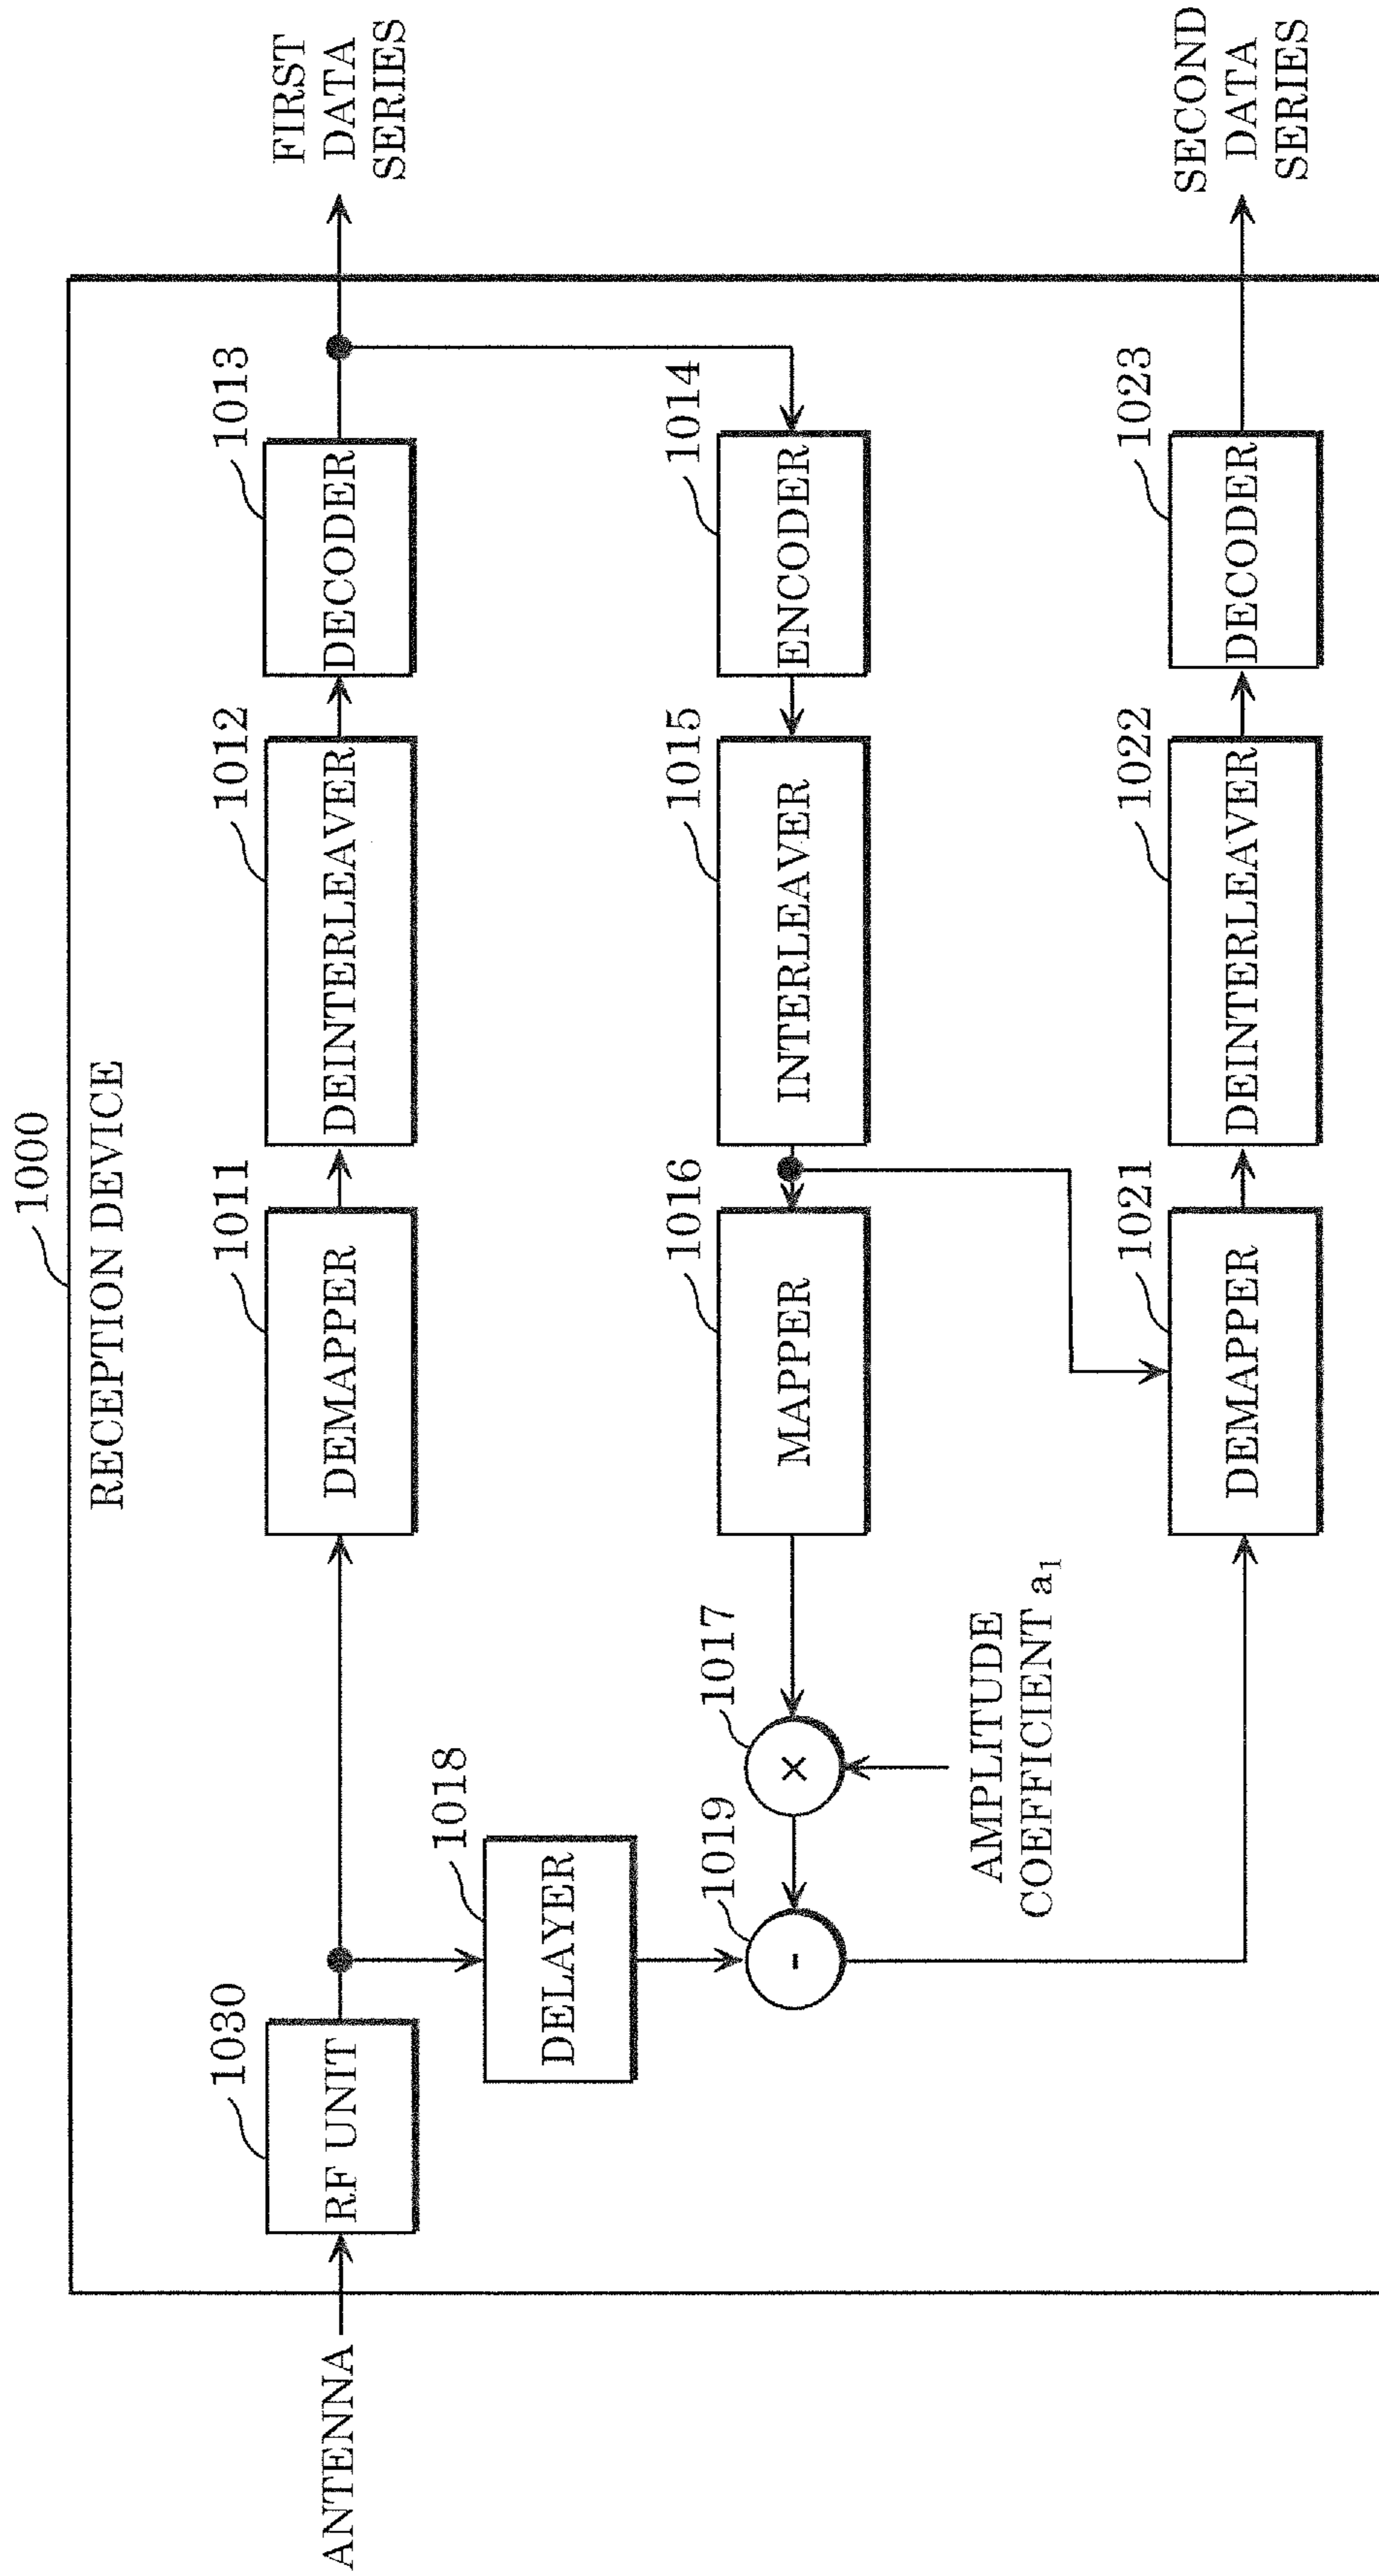 1000
RECEPTION DEVICE
ANTENNA
1030
RF UNIT
1011
DEMAPPER
1012
DEINTERLEAVER
1013
DECODER
FIRST
DATA
SERIES
1018
DELAYER
1019
-
1017
×
AMPLITUDE
COEFFICIENT a₁
1016
MAPPER
1015
INTERLEAVER
1014
ENCODER
1021
DEMAPPER
1022
DEINTERLEAVER
1023
DECODER
SECOND
DATA
SERIES